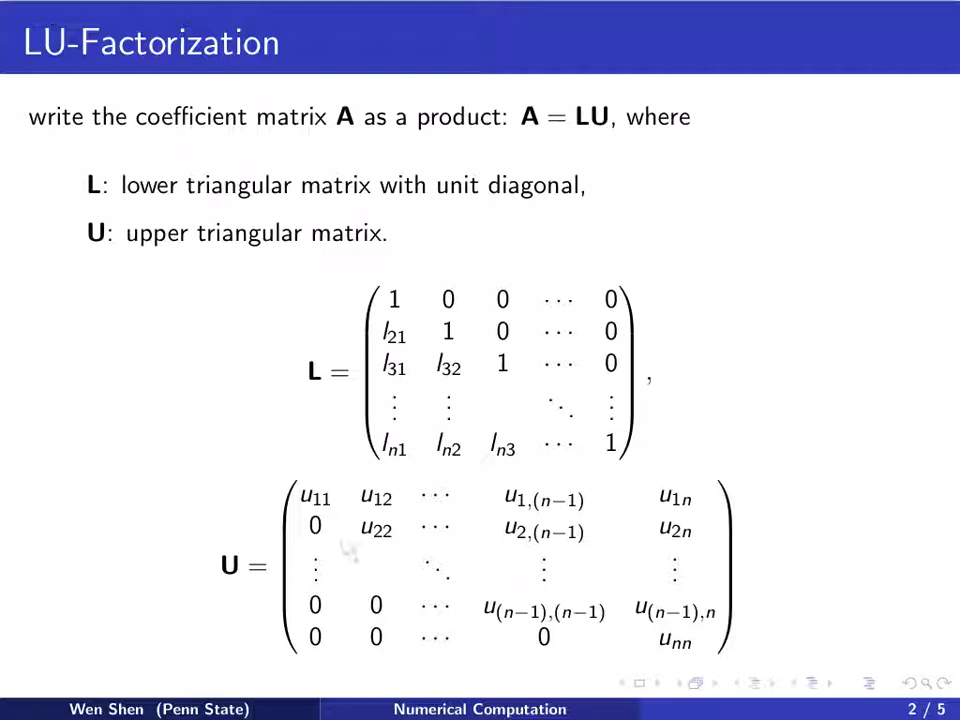 LU-Factorization
write the coefficient matrix A as a product: A = LU, where
L: lower triangular matrix with unit diagonal,
U: upper triangular matrix.
1 0 0 ⋯ 0
l21 1 0 ⋯ 0
L = l31 l32 1 ⋯ 0 ,
⋮ ⋮ ⋱ ⋮
ln1 ln2 ln3 ⋯ 1
u11 u12 ⋯ u1,(n−1) u1n
0 u22 ⋯ u2,(n−1) u2n
U = ⋮ ⋱ ⋮ ⋮
0 0 ⋯ u(n−1),(n−1) u(n−1),n
0 0 ⋯ 0 unn
Wen Shen (Penn State) Numerical Computation 2 / 5